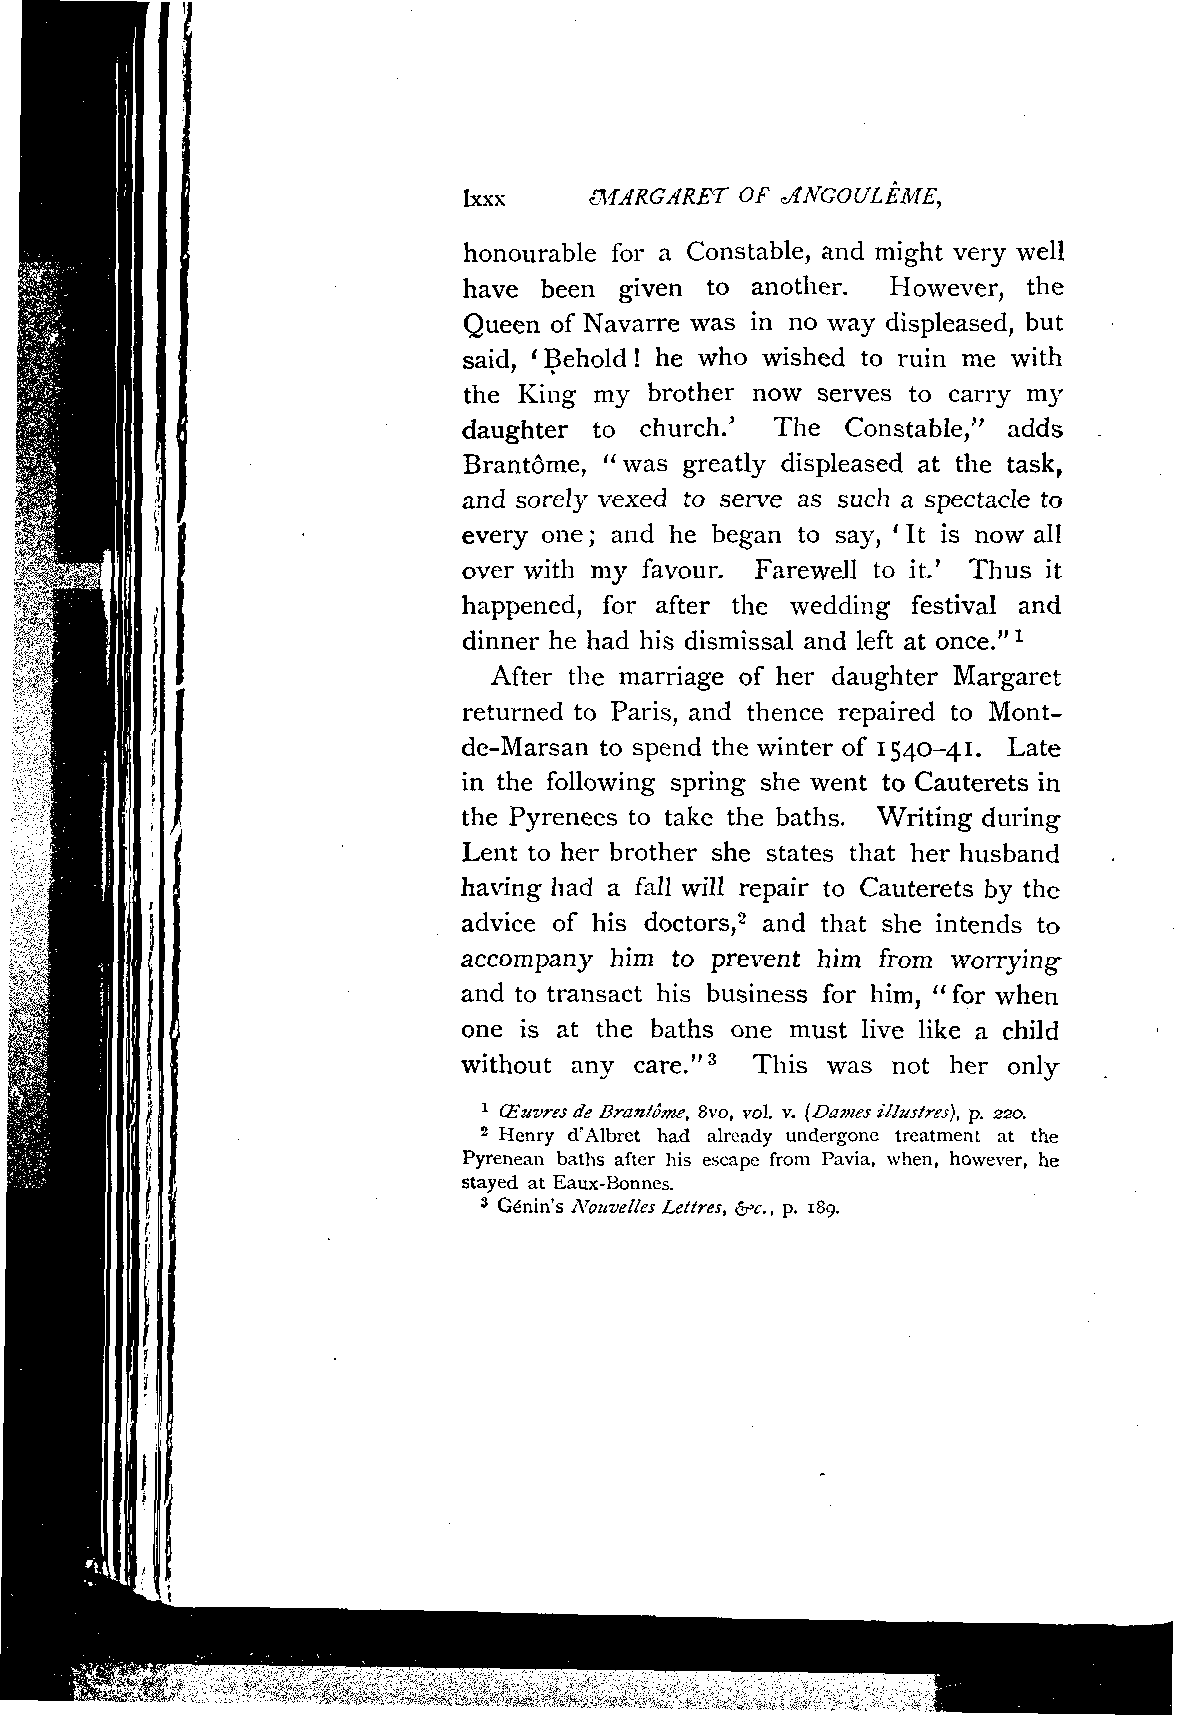 lxxx MARGARET OF ANGOULÊME,
honourable for a Constable, and might very well
have been given to another. However, the
Queen of Navarre was in no way displeased, but
said, ‘Behold! he who wished to ruin me with
the King my brother now serves to carry my
daughter to church.’ The Constable,” adds
Brantôme, “was greatly displeased at the task,
and sorely vexed to serve as such a spectacle to
every one; and he began to say, ‘It is now all
over with my favour. Farewell to it.’ Thus it
happened, for after the wedding festival and
dinner he had his dismissal and left at once.” 1
After the marriage of her daughter Margaret
returned to Paris, and thence repaired to Mont-
de-Marsan to spend the winter of 1540–41. Late
in the following spring she went to Cauterets in
the Pyrenees to take the baths. Writing during
Lent to her brother she states that her husband
having had a fall will repair to Cauterets by the
advice of his doctors,2 and that she intends to
accompany him to prevent him from worrying
and to transact his business for him, “for when
one is at the baths one must live like a child
without any care.” 3 This was not her only
1 Œuvres de Brantôme, 8vo, vol. v. (Dames illustres), p. 220.
2 Henry d'Albret had already undergone treatment at the
Pyrenean baths after his escape from Pavia, when, however, he
stayed at Eaux-Bonnes.
3 Génin's Nouvelles Lettres, &c., p. 189.